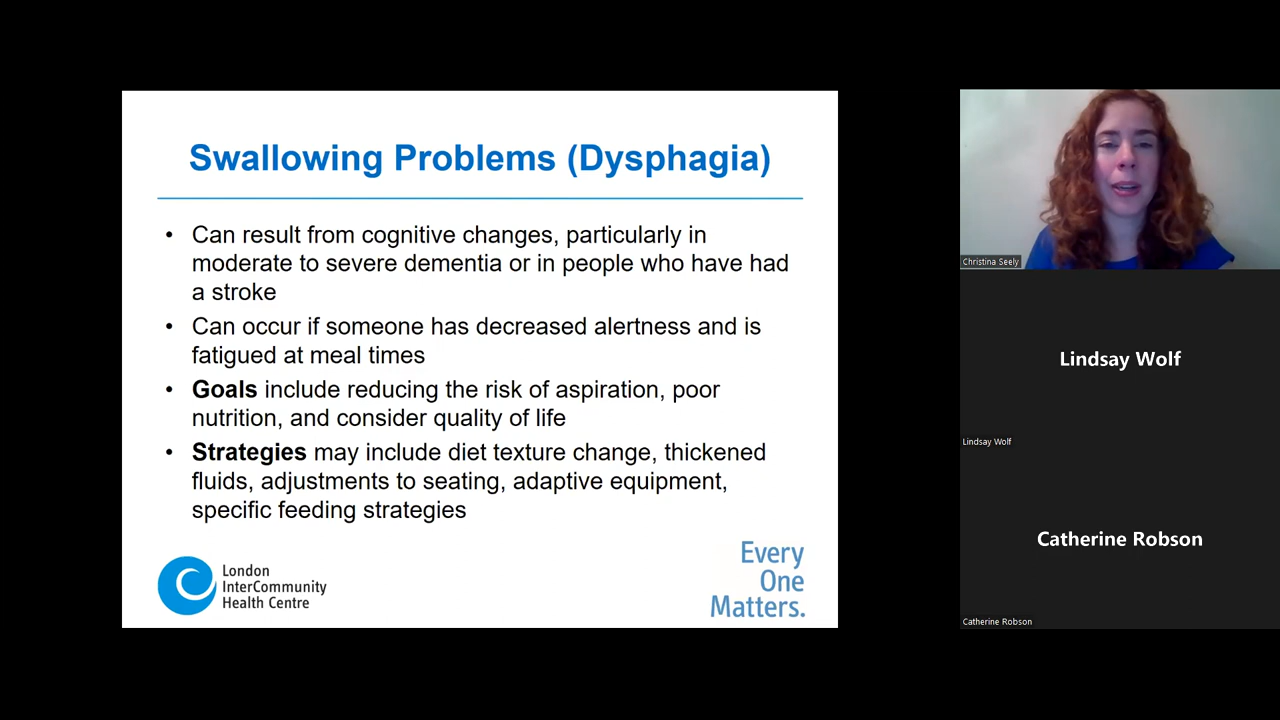 Swallowing Problems (Dysphagia)
• Can result from cognitive changes, particularly in
moderate to severe dementia or in people who have had
a stroke
• Can occur if someone has decreased alertness and is
fatigued at meal times
• Goals include reducing the risk of aspiration, poor
nutrition, and consider quality of life
• Strategies may include diet texture change, thickened
fluids, adjustments to seating, adaptive equipment,
specific feeding strategies
London
InterCommunity
Health Centre
Every
One
Matters.
Christina Seely
Lindsay Wolf
Lindsay Wolf
Catherine Robson
Catherine Robson